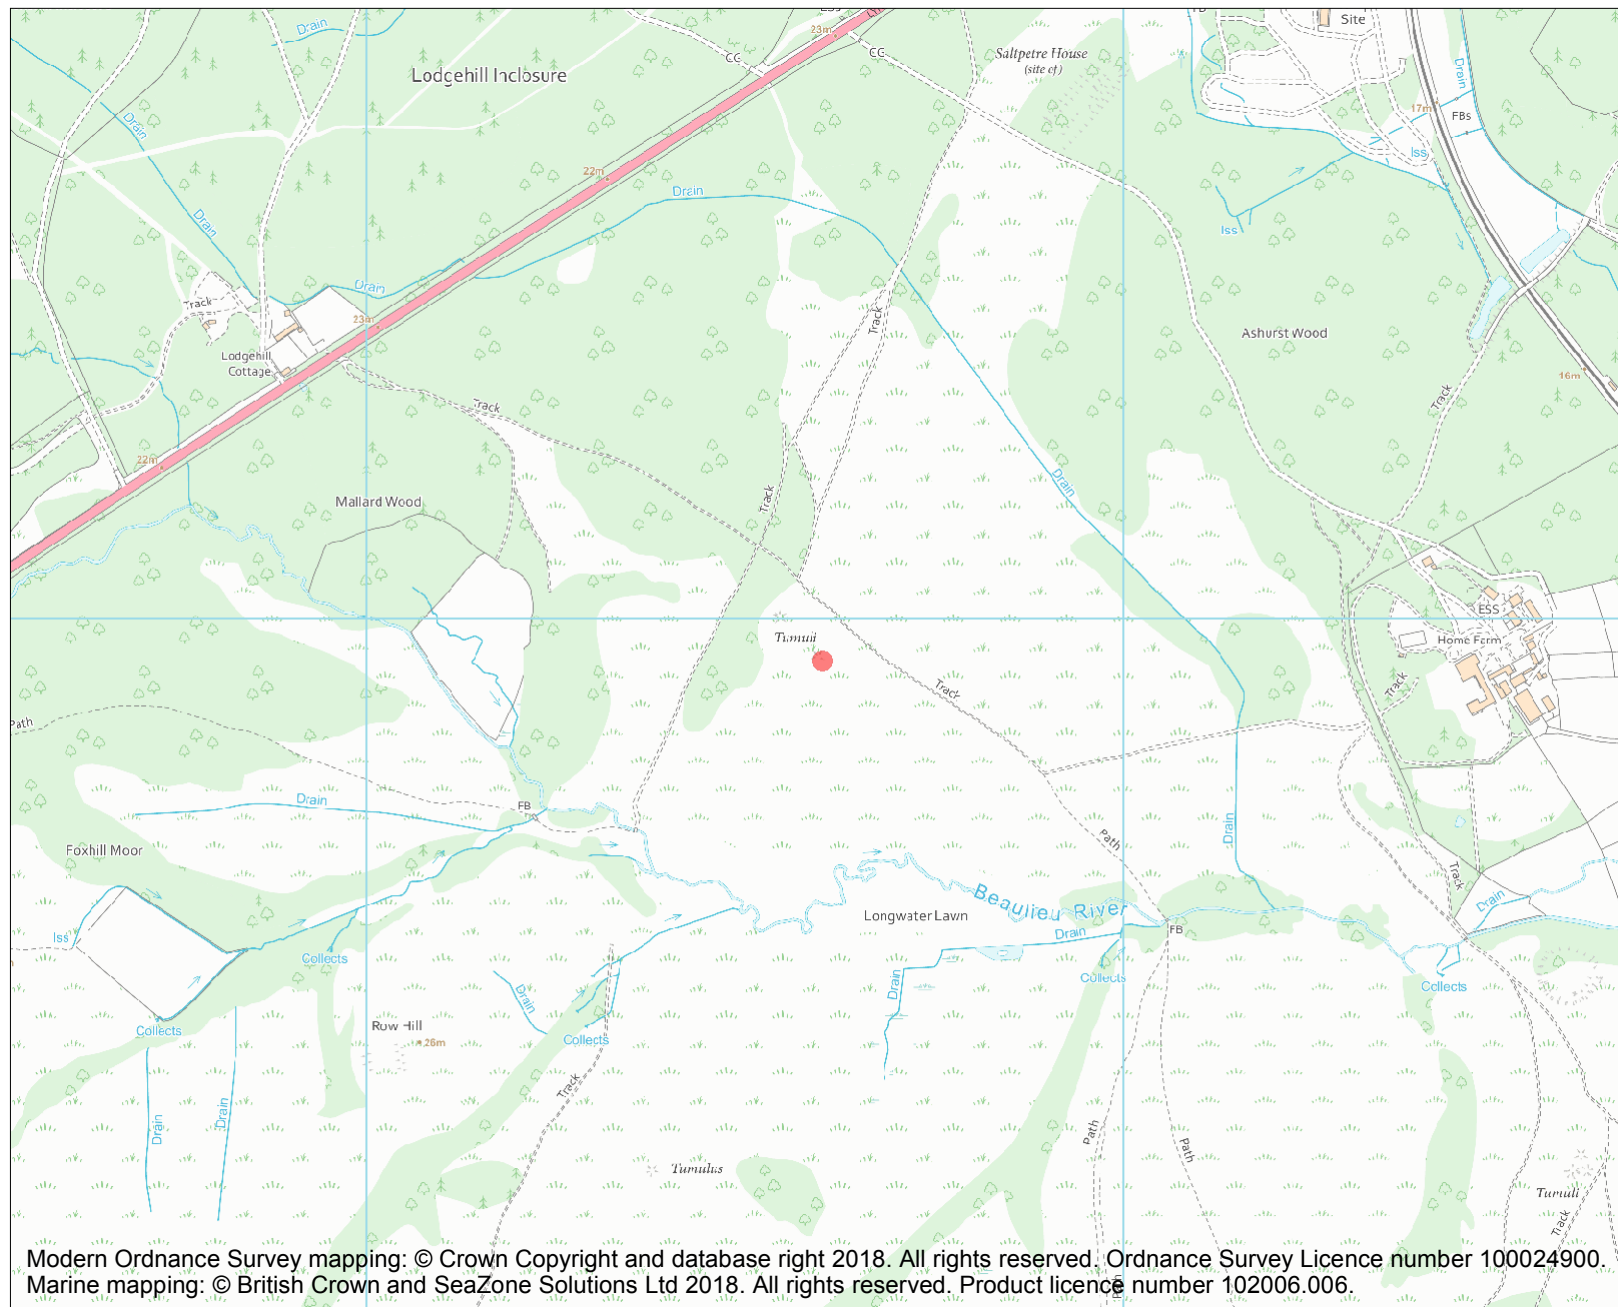 Drain
ESS
23m
FB
Site
Lodgehill Inclosure
CG
CG
Saltpetre House
(site of)
Drain
Drain
17m
FBs
Iss
22m
Drain
Drain
Iss
Track
Drain
23m
Lodgehill
Cottage
Track
Ashurst Wood
16m
Track
Track
22m
Mallard Wood
Track
Drain
Tumuli
ESS
Home Farm
Track
Track
Path
Drain
FB
Path
Drain
Foxhill Moor
Track
Beaulieu River
Longwater Lawn
Drain
FB
Drain
Iss
Collects
Drain
Drain
Collects
Collects
Row Hill
26m
Collects
Collects
Track
Drain
Drain
Path
Path
Tumulus
Tumuli
Track
Path
Modern Ordnance Survey mapping: © Crown Copyright and database right 2018. All rights reserved. Ordnance Survey Licence number 100024900.
Marine mapping: © British Crown and SeaZone Solutions Ltd 2018. All rights reserved. Product licence number 102006.006.